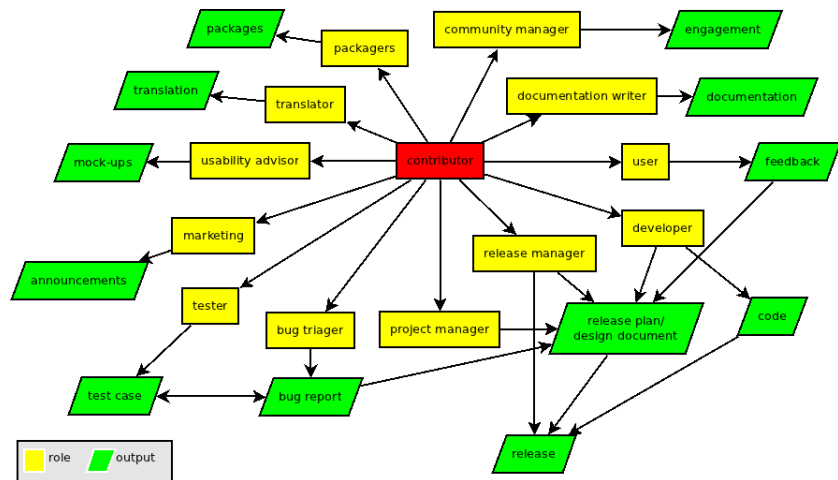 packages
packagers
community manager
engagement
translation
translator
documentation writer
documentation
mock-ups
usability advisor
contributor
user
feedback
marketing
release manager
developer
announcements
tester
bug triager
project manager
release plan/
design document
code
test case
bug report
release
role
output